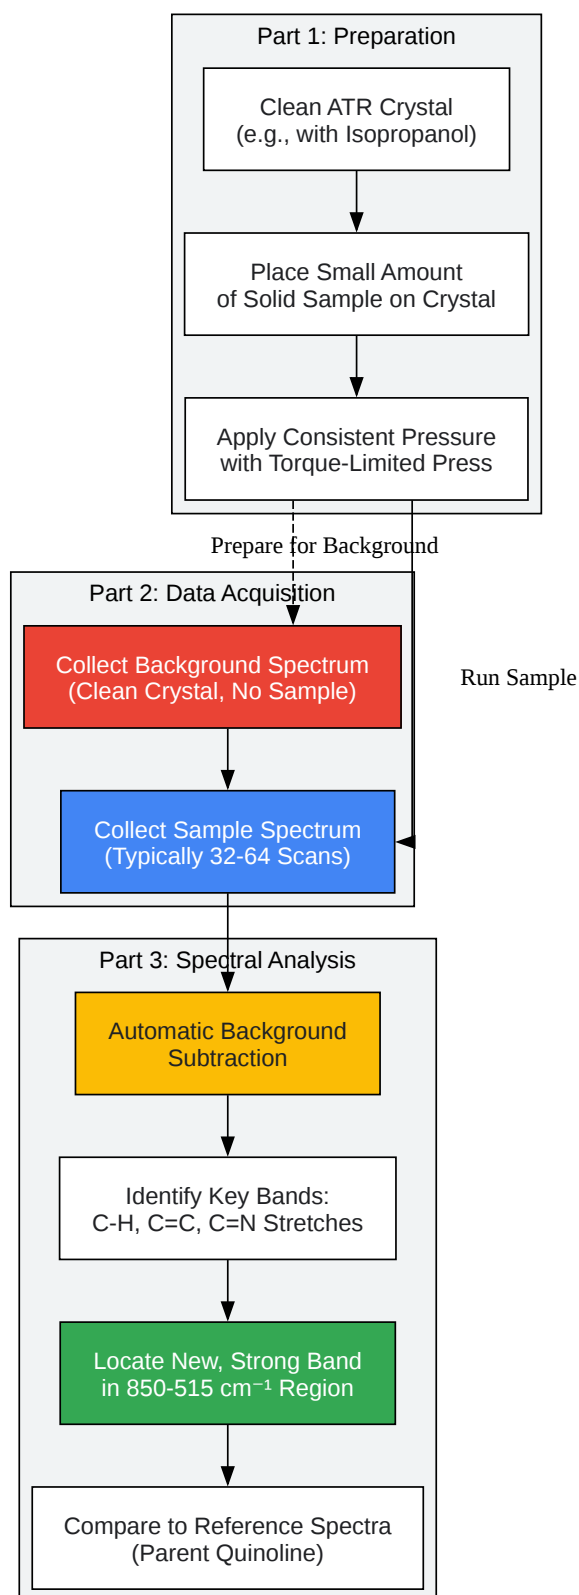 Part 1: Preparation
Clean ATR Crystal
(e.g., with Isopropanol)
Place Small Amount
of Solid Sample on Crystal
Apply Consistent Pressure
with Torque-Limited Press
Prepare for Background
Part 2: Data Acquisition
Collect Background Spectrum
(Clean Crystal, No Sample)
Run Sample
Collect Sample Spectrum
(Typically 32-64 Scans)
Part 3: Spectral Analysis
Automatic Background
Subtraction
Identify Key Bands:
C-H, C=C, C=N Stretches
Locate New, Strong Band
in 850-515 cm⁻¹ Region
Compare to Reference Spectra
(Parent Quinoline)